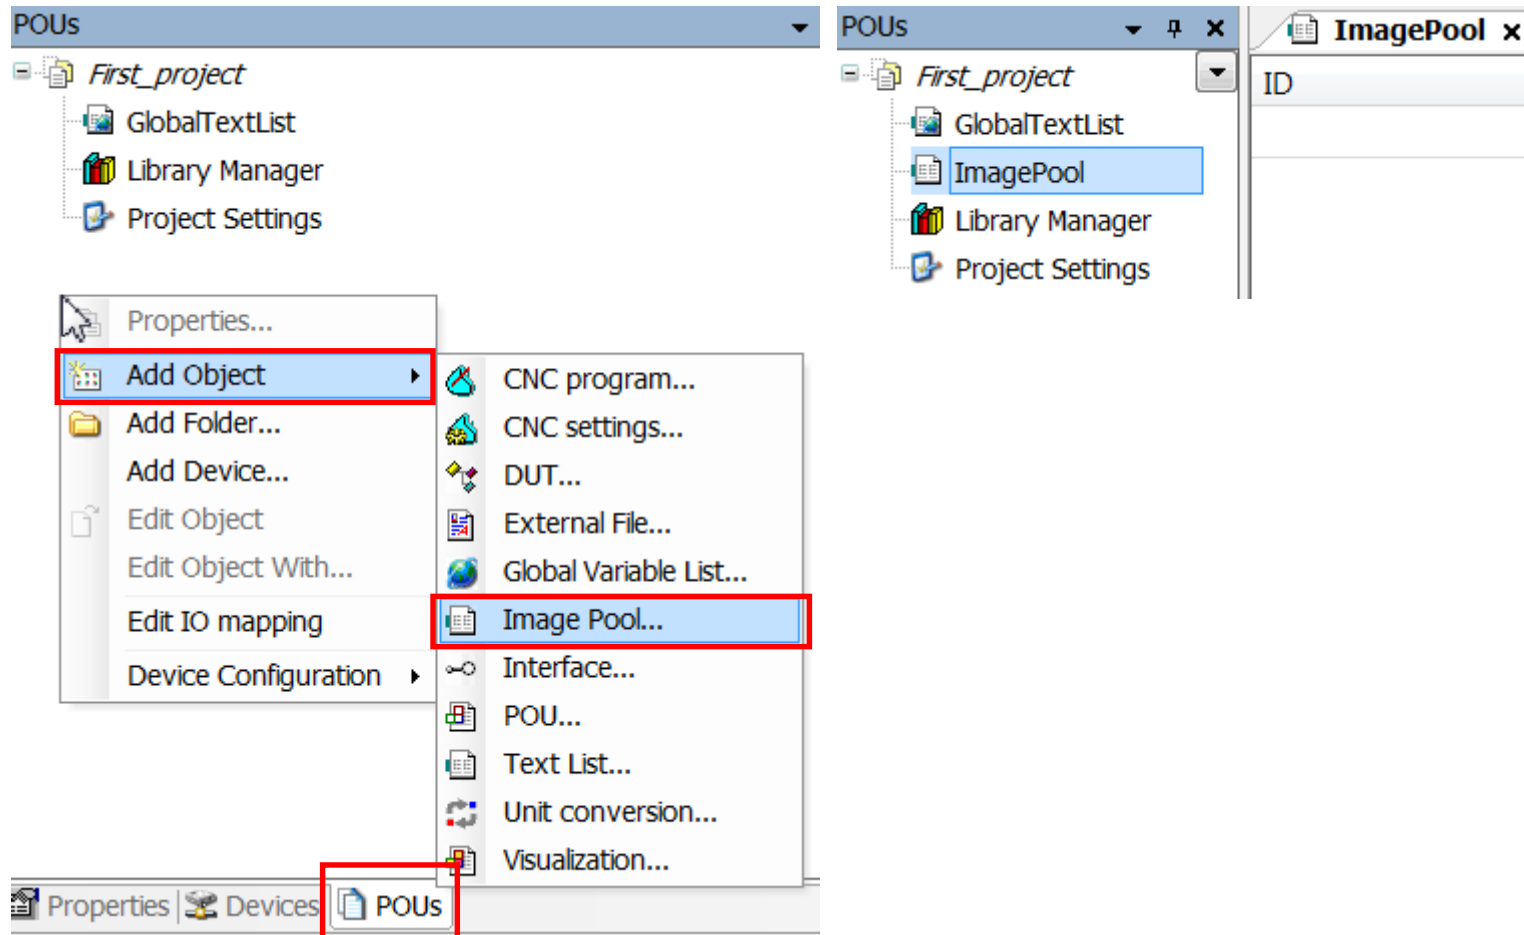 POUs
First_project
GlobalTextList
Library Manager
Project Settings
Properties...
Add Object
Add Folder...
Add Device...
Edit Object
Edit Object With...
Edit IO mapping
Device Configuration
CNC program...
CNC settings...
DUT...
External File...
Global Variable List...
Image Pool...
Interface...
POU...
Text List...
Unit conversion...
Visualization...
Properties
Devices
POUs
POUs
First_project
GlobalTextList
ImagePool
Library Manager
Project Settings
ImagePool
ID